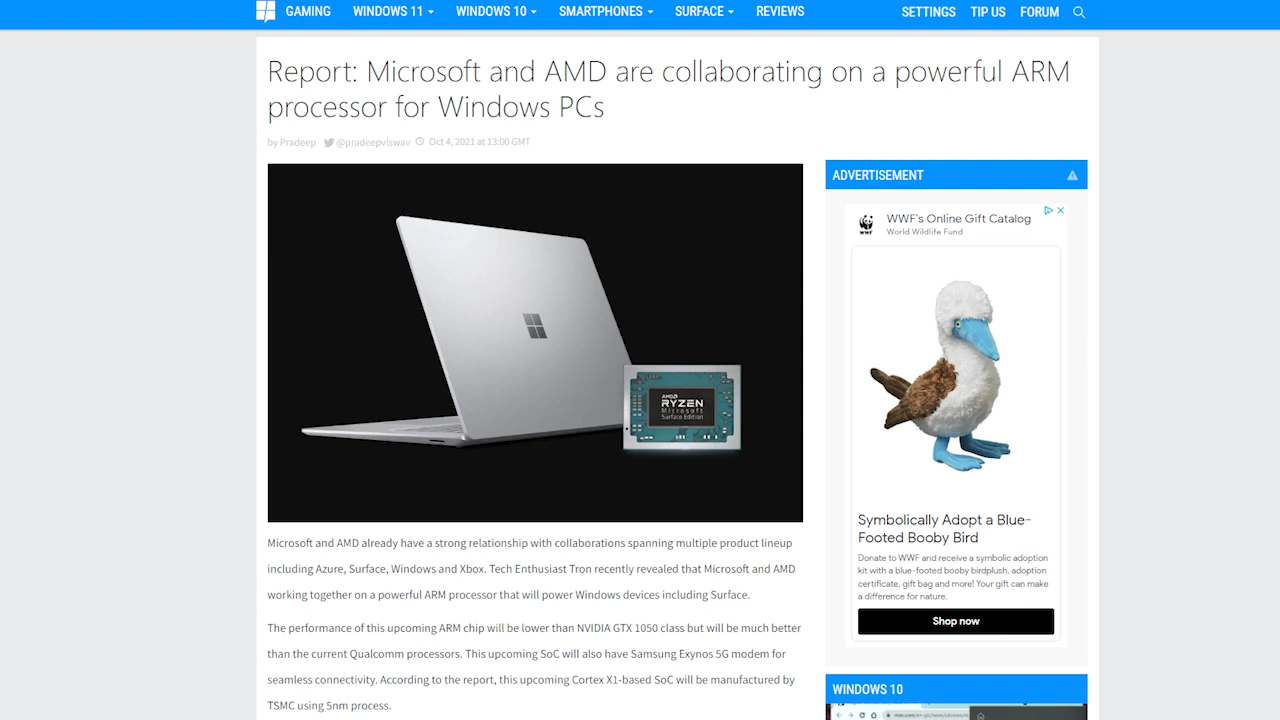 GAMING
WINDOWS 11
WINDOWS 10
SMARTPHONES
SURFACE
REVIEWS
SETTINGS
TIP US
FORUM
Report: Microsoft and AMD are collaborating on a powerful ARM
processor for Windows PCs
by Pradeep @pradeepviswav Oct 4, 2021 at 13:00 GMT
AMD
RYZEN
Microsoft
Surface Edition
Microsoft and AMD already have a strong relationship with collaborations spanning multiple product lineup
including Azure, Surface, Windows and Xbox. Tech Enthusiast Tron recently revealed that Microsoft and AMD
working together on a powerful ARM processor that will power Windows devices including Surface.
The performance of this upcoming ARM chip will be lower than NVIDIA GTX 1050 class but will be much better
than the current Qualcomm processors. This upcoming SoC will also have Samsung Exynos 5G modem for
seamless connectivity. According to the report, this upcoming Cortex X1-based SoC will be manufactured by
TSMC using 5nm process.
ADVERTISEMENT
WWF
WWF's Online Gift Catalog
World Wildlife Fund
Symbolically Adopt a Blue-
Footed Booby Bird
Donate to WWF and receive a symbolic adoption
kit with a blue-footed booby birdplush, adoption
certificate, gift bag and more! Your gift can make
a difference for nature.
Shop now
WINDOWS 10